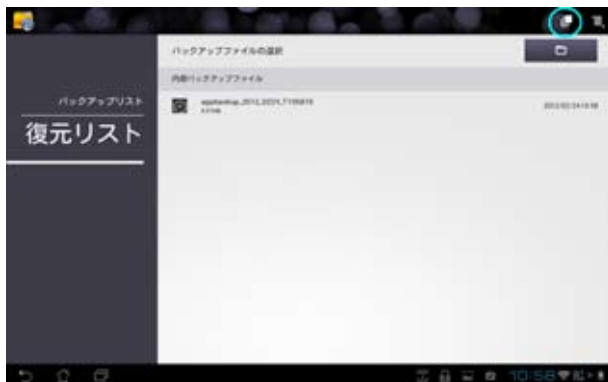 バックアップファイルの選択
内部バックアップファイル
バックアップリスト
復元リスト
10:58